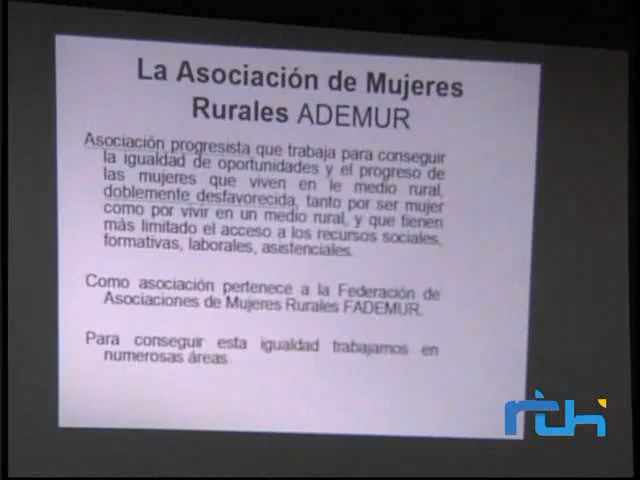 La Asociación de Mujeres
Rurales ADEMUR
Asociación progresista que trabaja para conseguir
la igualdad de oportunidades y el progreso de
las mujeres que viven en le medio rural,
doblemente desfavorecida, tanto por ser mujer
como por vivir en un medio rural, y que tienen
más limitado el acceso a los recursos sociales,
formativas, laborales, asistenciales.
Como asociación pertenece a la Federación de
Asociaciones de Mujeres Rurales FADEMUR.
Para conseguir esta igualdad trabajamos en
numerosas áreas
rth